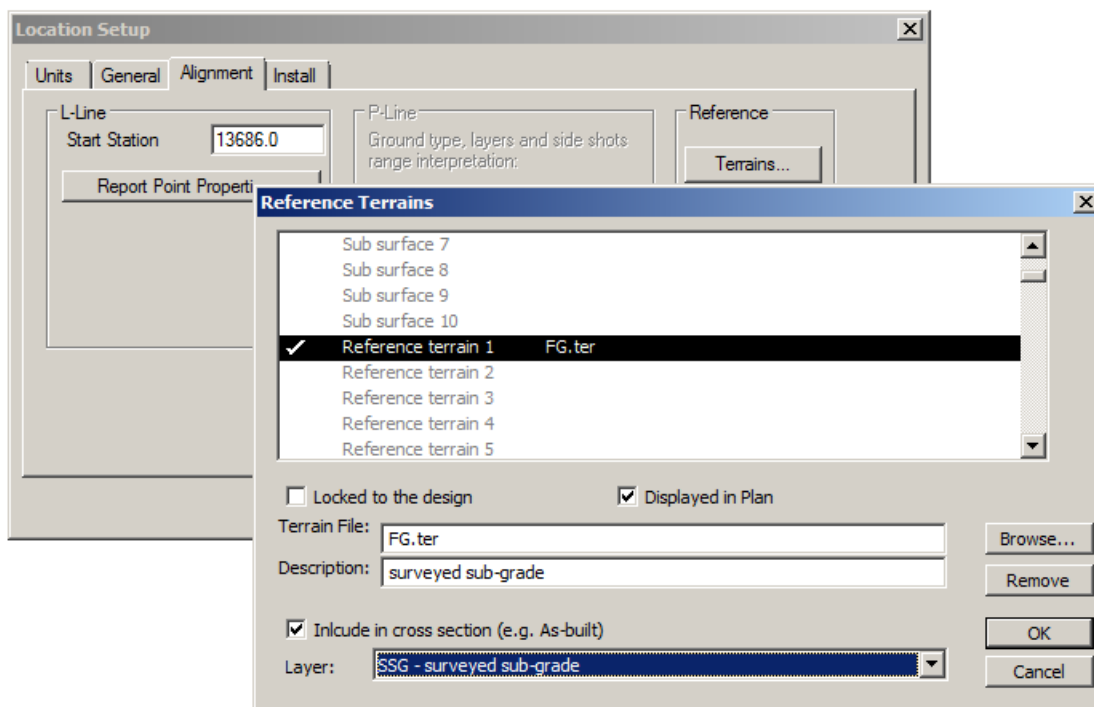 Location Setup
Units General Alignment Install
L-Line
Start Station 13686.0
P-Line
Ground type, layers and side shots
range interpretation:
Reference
Terrains...
Reference Terrains
Sub surface 7
Sub surface 8
Sub surface 9
Sub surface 10
Reference terrain 1 FG.ter
Reference terrain 2
Reference terrain 3
Reference terrain 4
Reference terrain 5
Locked to the design
Displayed in Plan
Terrain File: FG.ter
Browse...
Description: surveyed sub-grade
Remove
Inlcude in cross section (e.g. As-built)
OK
Layer: SSG - surveyed sub-grade
Cancel
Report Point